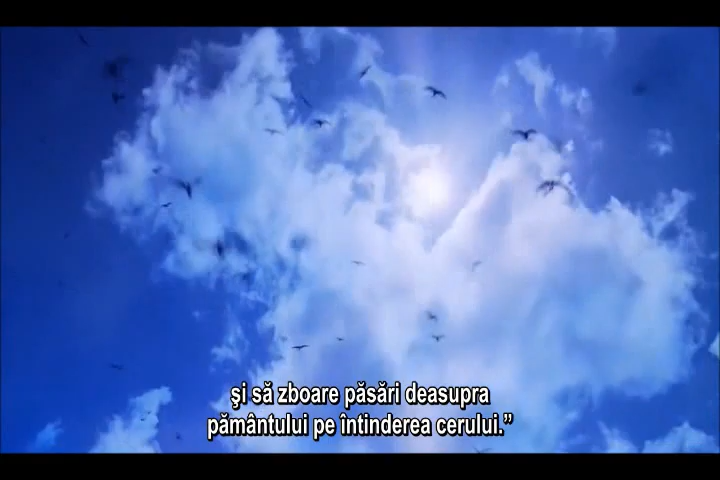 şi să zboare păsări deasupra
pământului pe întinderea cerului.”